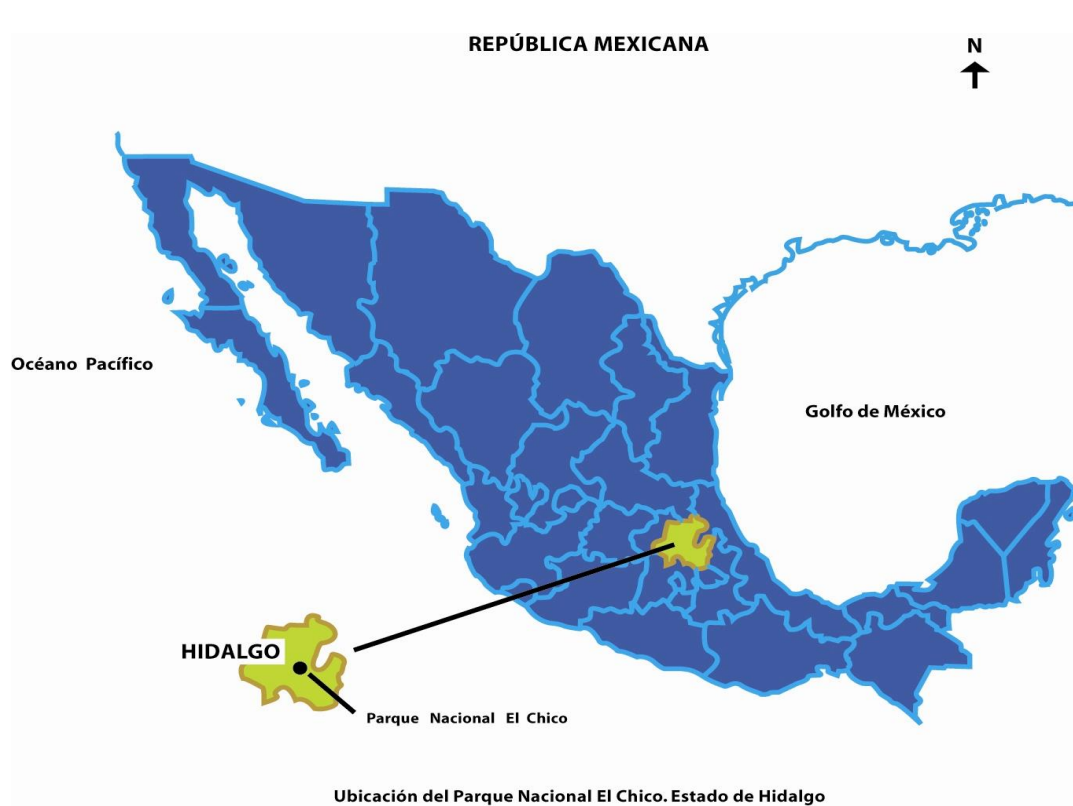 REPÚBLICA MEXICANA
N
Océano Pacífico
Golfo de México
HIDALGO
Parque Nacional El Chico
Ubicación del Parque Nacional El Chico. Estado de Hidalgo